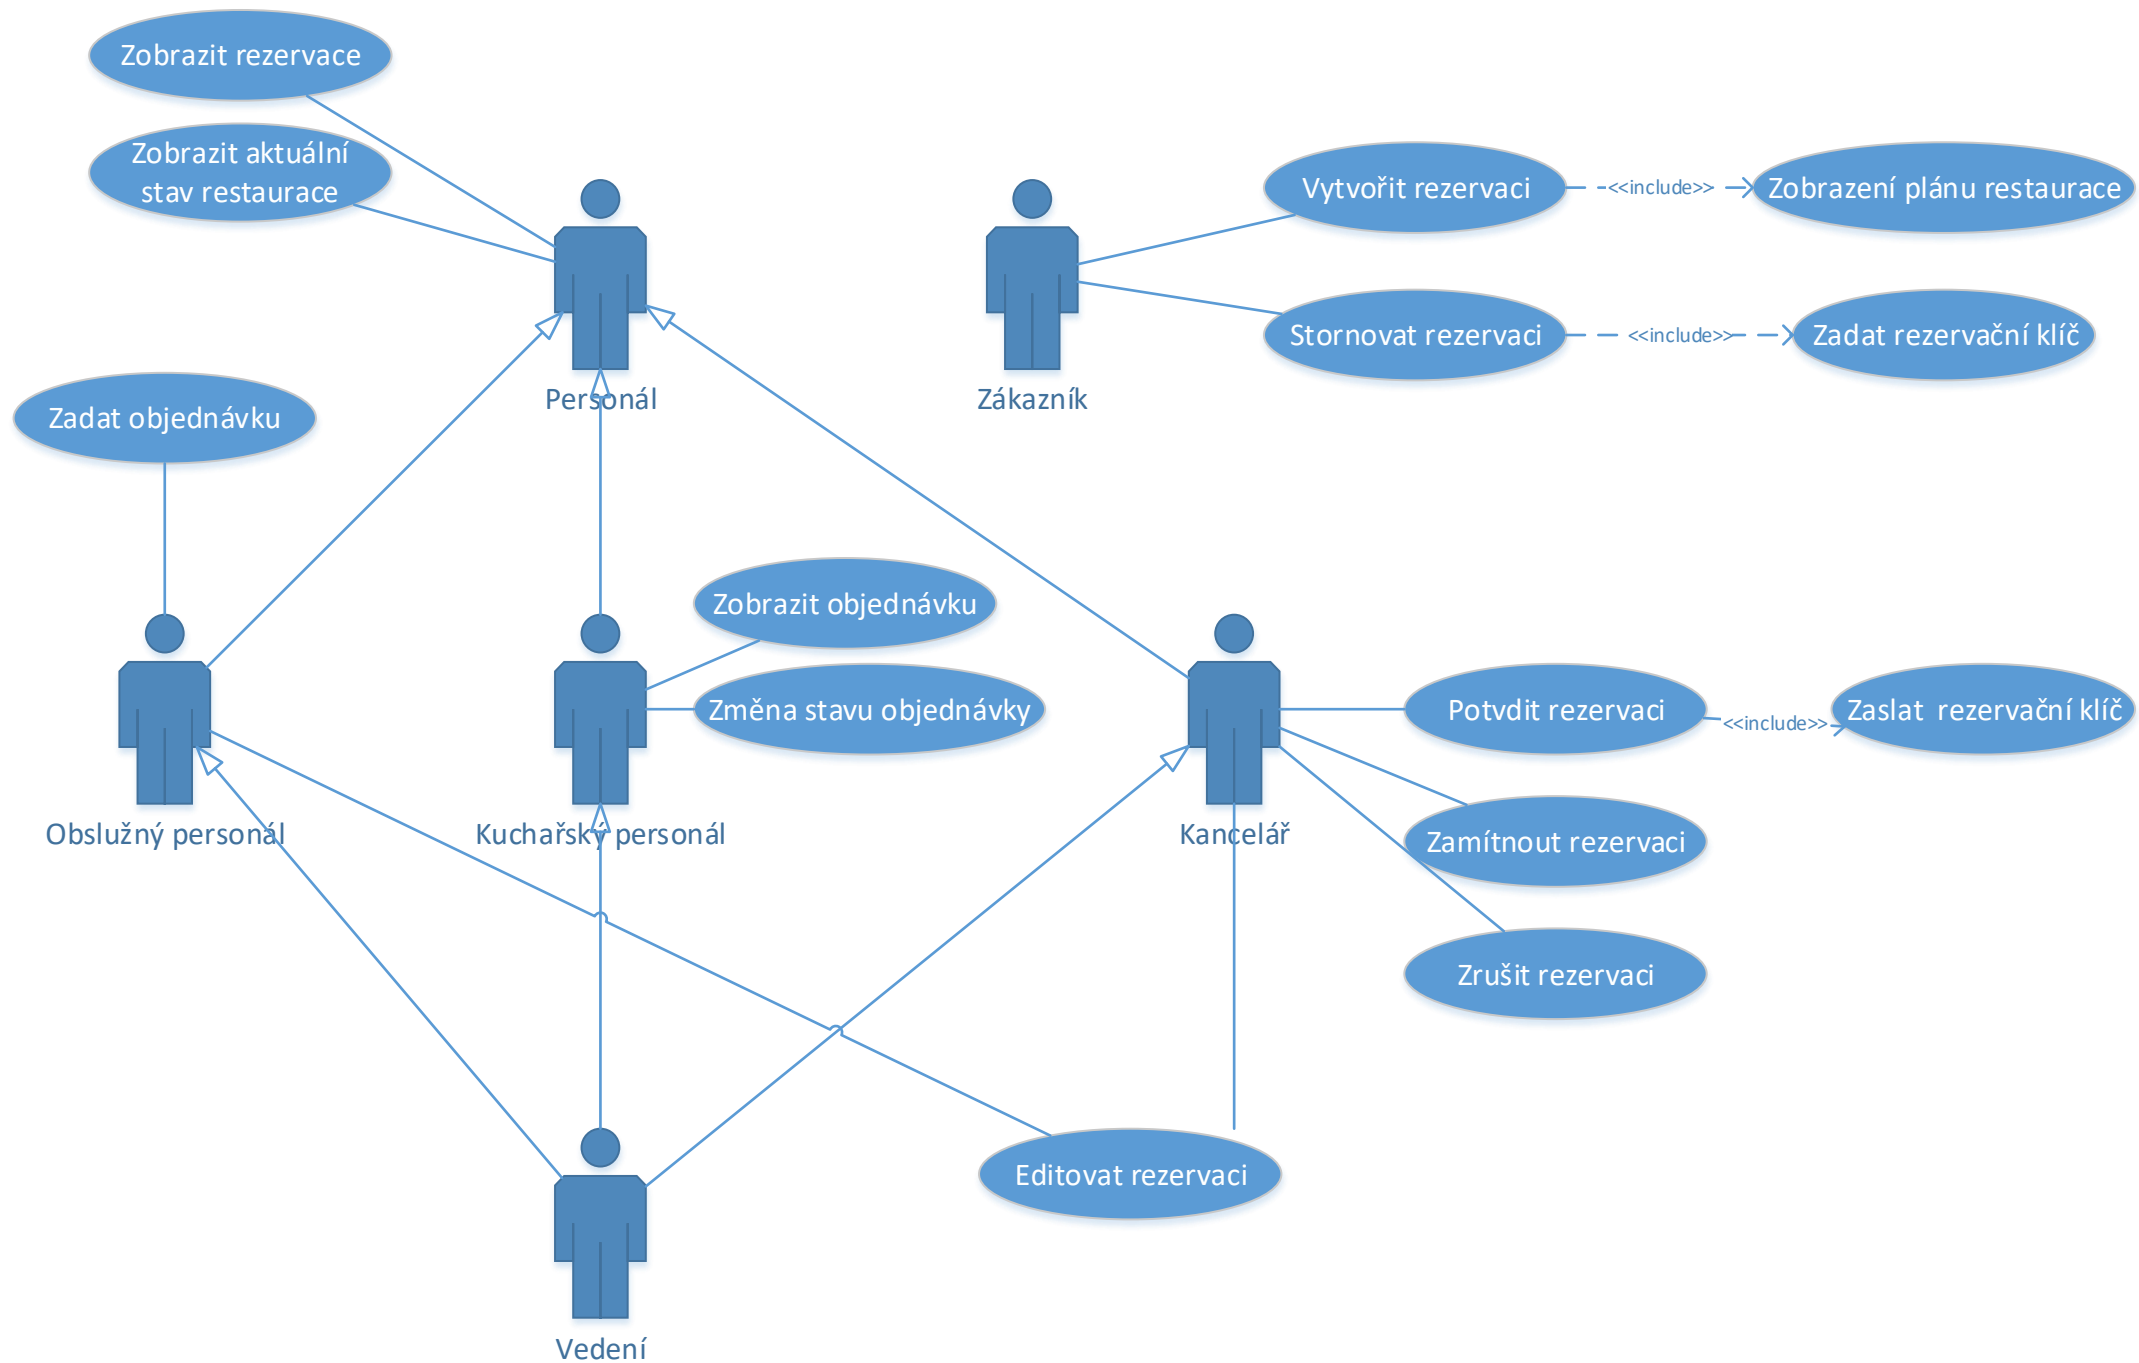 Zobrazit rezervace
Zobrazit aktuální
stav restaurace
Vytvořit rezervaci
<<include>>
Zobrazení plánu restaurace
Stornovat rezervaci
<<include>>
Zadat rezervační klíč
Personál
Zákazník
Zadat objednávku
Zobrazit objednávku
Změna stavu objednávky
Potvdit rezervaci
<<include>>
Zaslat rezervační klíč
Obslužný personál
Kuchařský personál
Kancelář
Zamítnout rezervaci
Zrušit rezervaci
Editovat rezervaci
Vedení